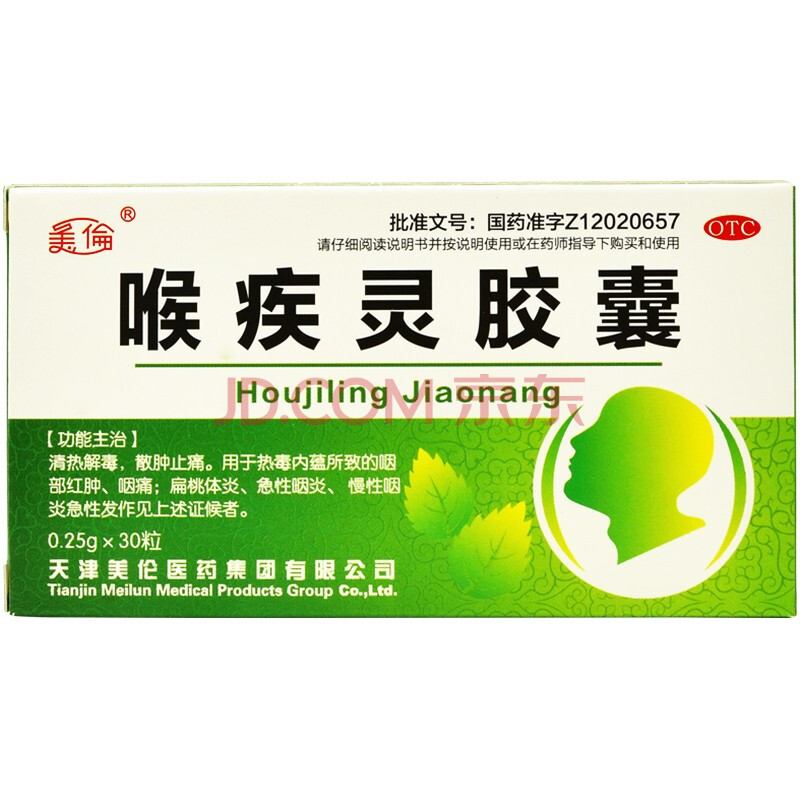 美倫®
批准文号：国药准字Z12020657
OTC
请仔细阅读说明书并按说明使用或在药师指导下购买和使用
喉疾灵胶囊
Houjiling Jiaonang
JD.COM 京东
【功能主治】
清热解毒，散肿止痛。用于热毒内蕴所致的咽
部红肿、咽痛；扁桃体炎、急性咽炎、慢性咽
炎急性发作见上述证候者。
0.25g×30粒
天津美伦医药集团有限公司
Tianjin Meilun Medical Products Group Co.,Ltd.